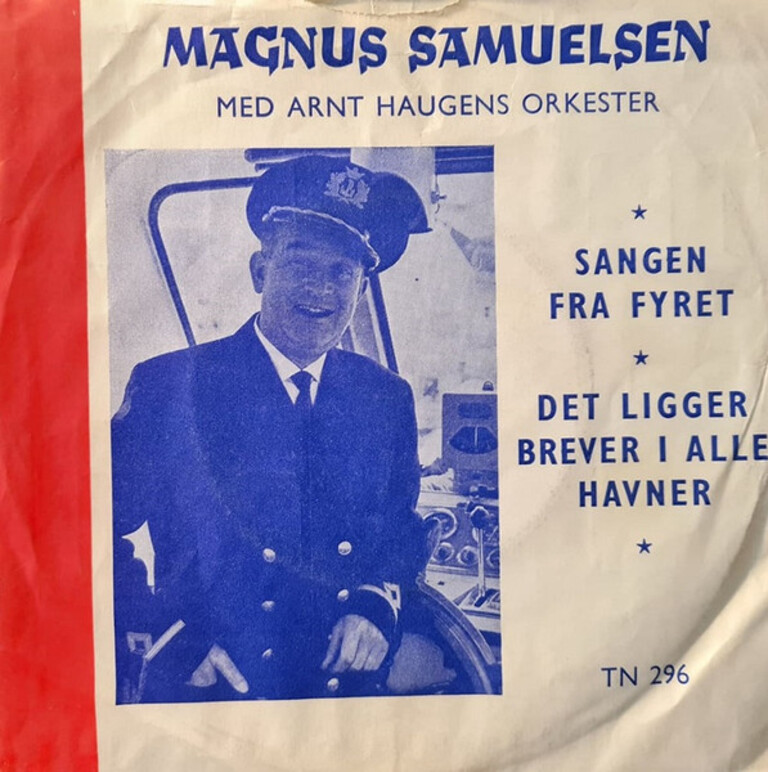 MAGNUS SAMUELSEN
MED ARNT HAUGENS ORKESTER
SANGEN
FRA FYRET
DET LIGGER
BREVER I ALLE
HAVNER
TN 296